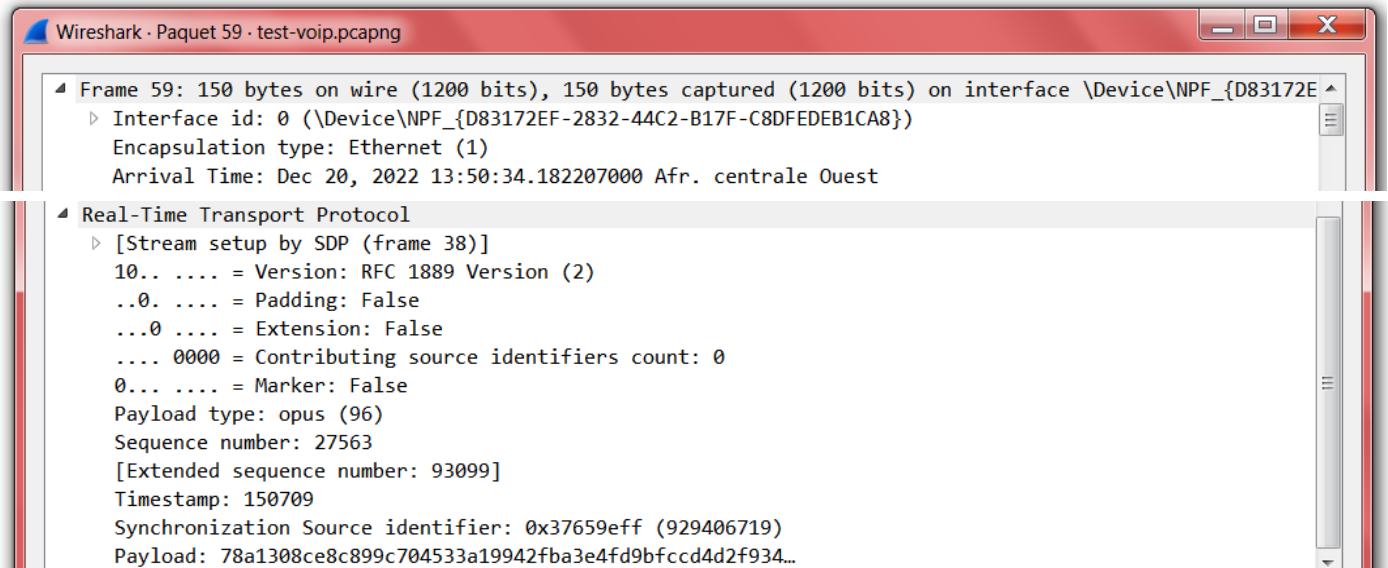 Wireshark · Paquet 59 · test-voip.pcapng
Frame 59: 150 bytes on wire (1200 bits), 150 bytes captured (1200 bits) on interface \Device\NPF_{D83172E
Interface id: 0 (\Device\NPF_{D83172EF-2832-44C2-B17F-C8DFEDEB1CA8})
Encapsulation type: Ethernet (1)
Arrival Time: Dec 20, 2022 13:50:34.182207000 Afr. centrale Ouest
Real-Time Transport Protocol
[Stream setup by SDP (frame 38)]
10.. .... = Version: RFC 1889 Version (2)
..0. .... = Padding: False
...0 .... = Extension: False
.... 0000 = Contributing source identifiers count: 0
0... .... = Marker: False
Payload type: opus (96)
Sequence number: 27563
[Extended sequence number: 93099]
Timestamp: 150709
Synchronization Source identifier: 0x37659eff (929406719)
Payload: 78a1308ce8c899c704533a19942fba3e4fd9bfccd4d2f934…